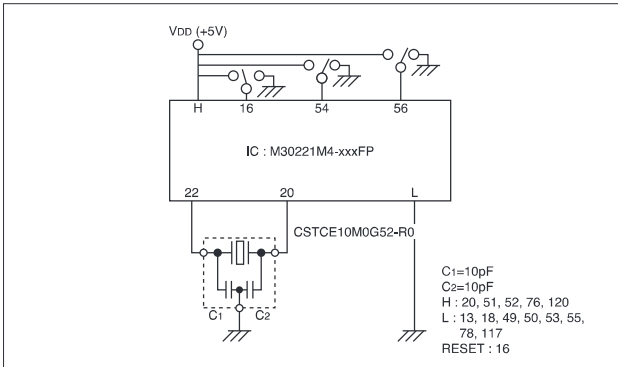 VDD (+5V)
H 16 54 56
IC : M30221M4-xxxFP
22 20 L
CSTCE10M0G52-R0
C1 C2
C1=10pF
C2=10pF
H : 20, 51, 52, 76, 120
L : 13, 18, 49, 50, 53, 55,
78, 117
RESET : 16